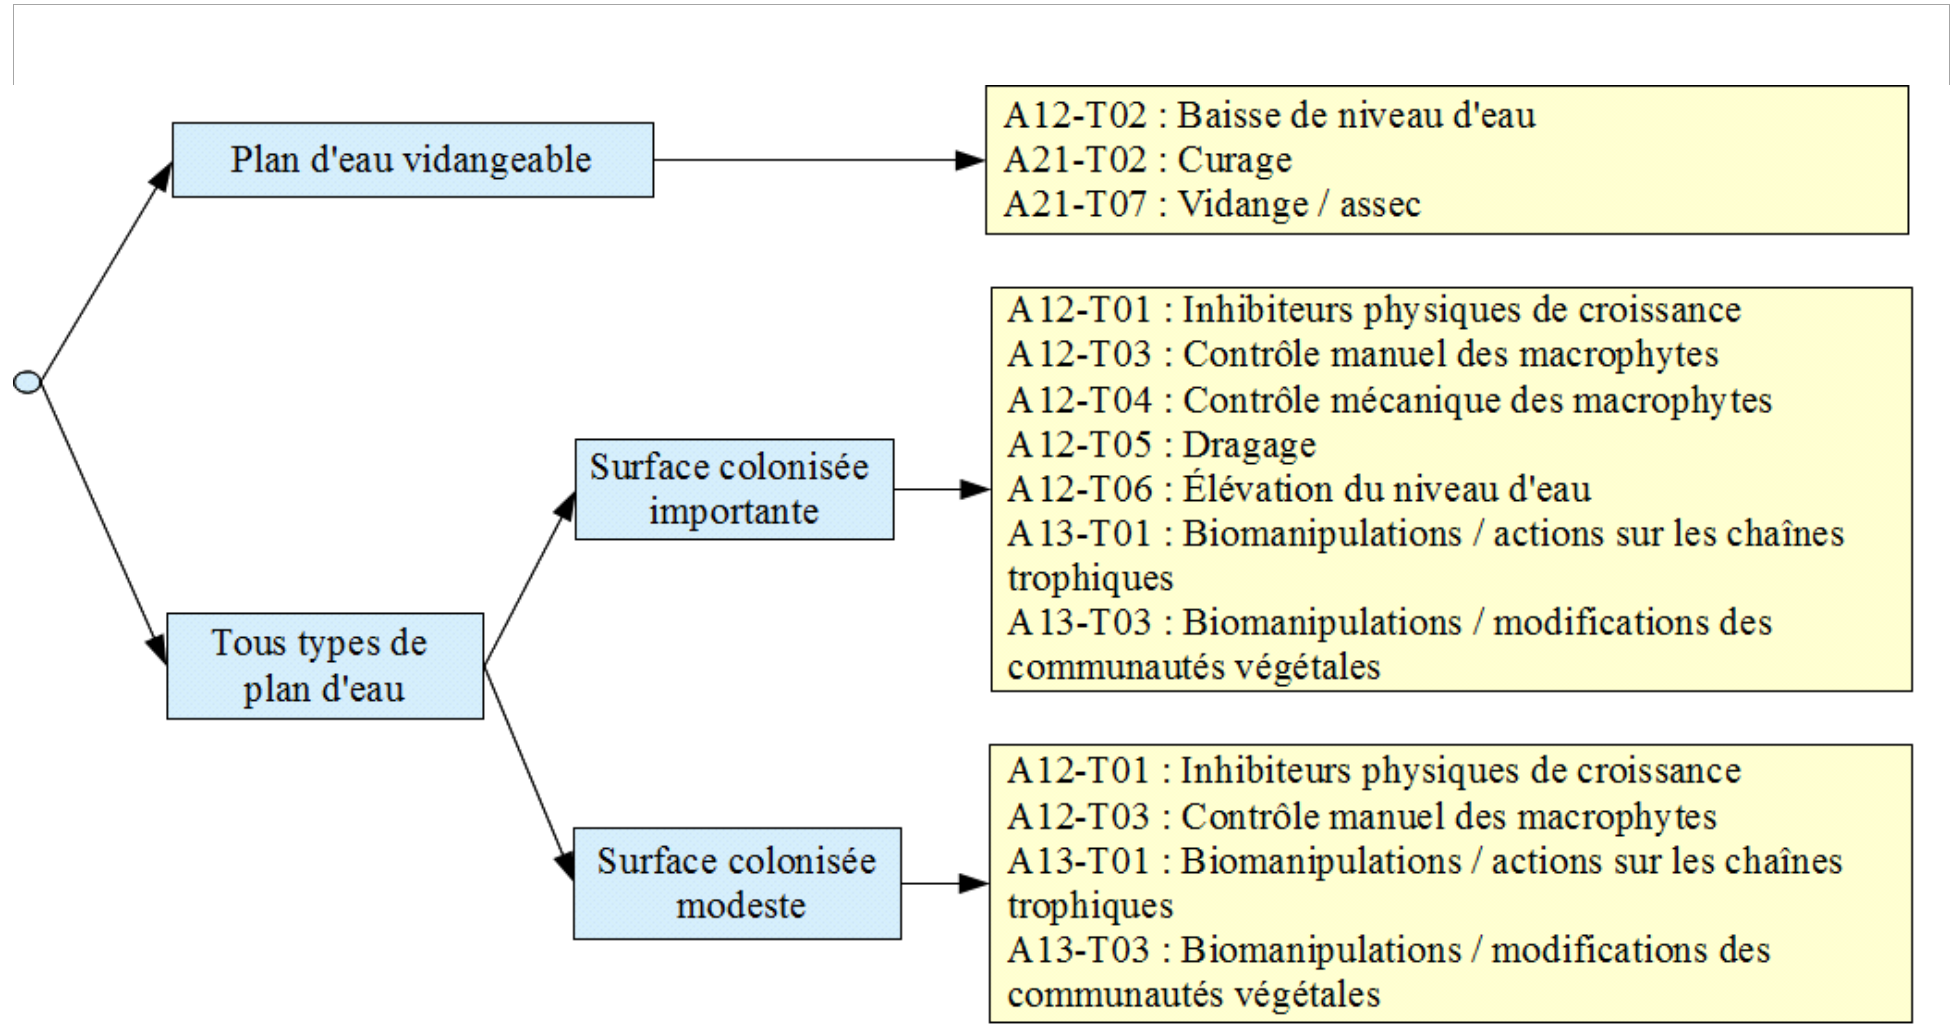 Plan d'eau vidangeable
A12-T02 : Baisse de niveau d'eau
A21-T02 : Curage
A21-T07 : Vidange / assec
Tous types de
plan d'eau
Surface colonisée
importante
A12-T01 : Inhibiteurs physiques de croissance
A12-T03 : Contrôle manuel des macrophytes
A12-T04 : Contrôle mécanique des macrophytes
A12-T05 : Dragage
A12-T06 : Élévation du niveau d'eau
A13-T01 : Biomanipulations / actions sur les chaînes
trophiques
A13-T03 : Biomanipulations / modifications des
communautés végétales
Surface colonisée
modeste
A12-T01 : Inhibiteurs physiques de croissance
A12-T03 : Contrôle manuel des macrophytes
A13-T01 : Biomanipulations / actions sur les chaînes
trophiques
A13-T03 : Biomanipulations / modifications des
communautés végétales